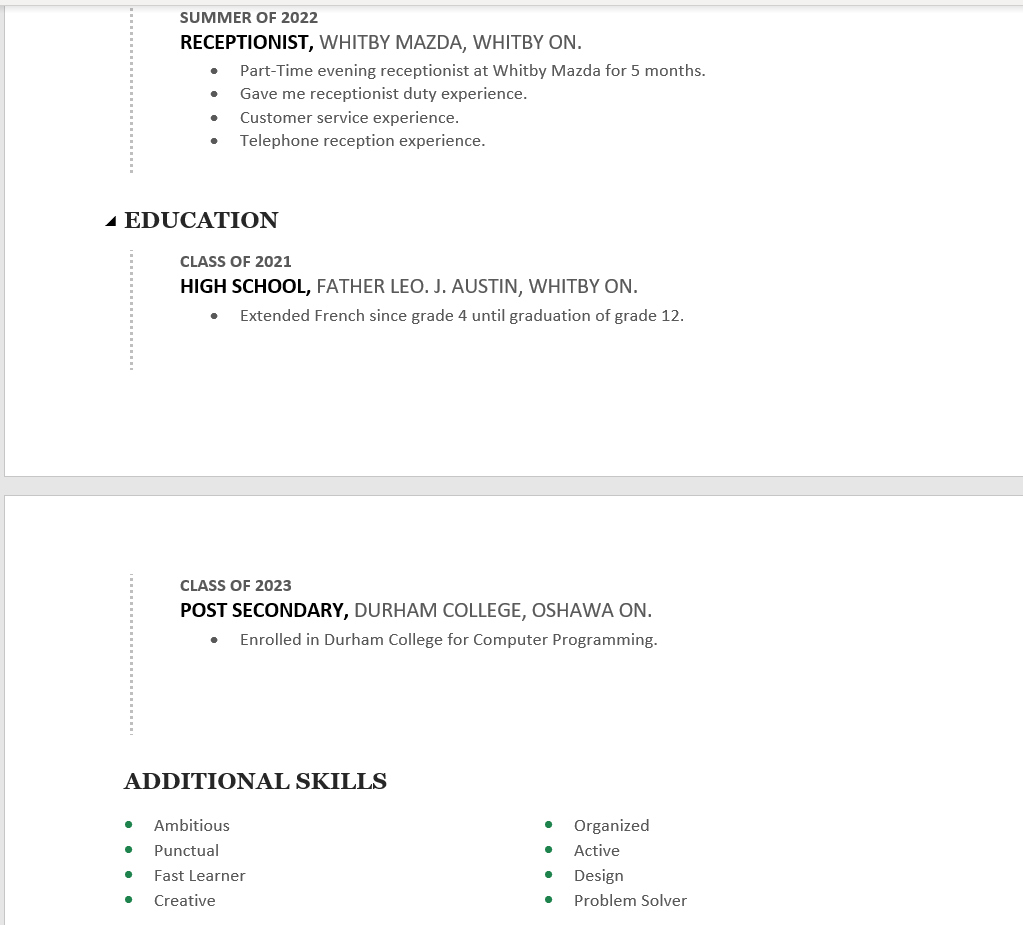 SUMMER OF 2022
RECEPTIONIST, WHITBY MAZDA, WHITBY ON.
• Part-Time evening receptionist at Whitby Mazda for 5 months.
• Gave me receptionist duty experience.
• Customer service experience.
• Telephone reception experience.
EDUCATION
CLASS OF 2021
HIGH SCHOOL, FATHER LEO. J. AUSTIN, WHITBY ON.
• Extended French since grade 4 until graduation of grade 12.
CLASS OF 2023
POST SECONDARY, DURHAM COLLEGE, OSHAWA ON.
• Enrolled in Durham College for Computer Programming.
ADDITIONAL SKILLS
• Ambitious
• Punctual
• Fast Learner
• Creative
• Organized
• Active
• Design
• Problem Solver